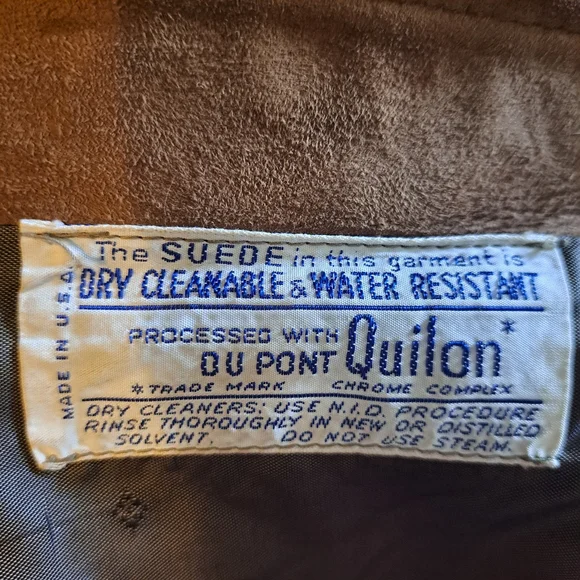 The SUEDE in this garment is
DRY CLEANABLE & WATER RESISTANT
PROCESSED WITH
DU PONT Quilon*
*TRADE MARK CHROME COMPLEX
DRY CLEANERS: USE N.I.D. PROCEDURE
RINSE THOROUGHLY IN NEW OR DISTILLED
SOLVENT. DO NOT USE STEAM.
MADE IN U.S.A.